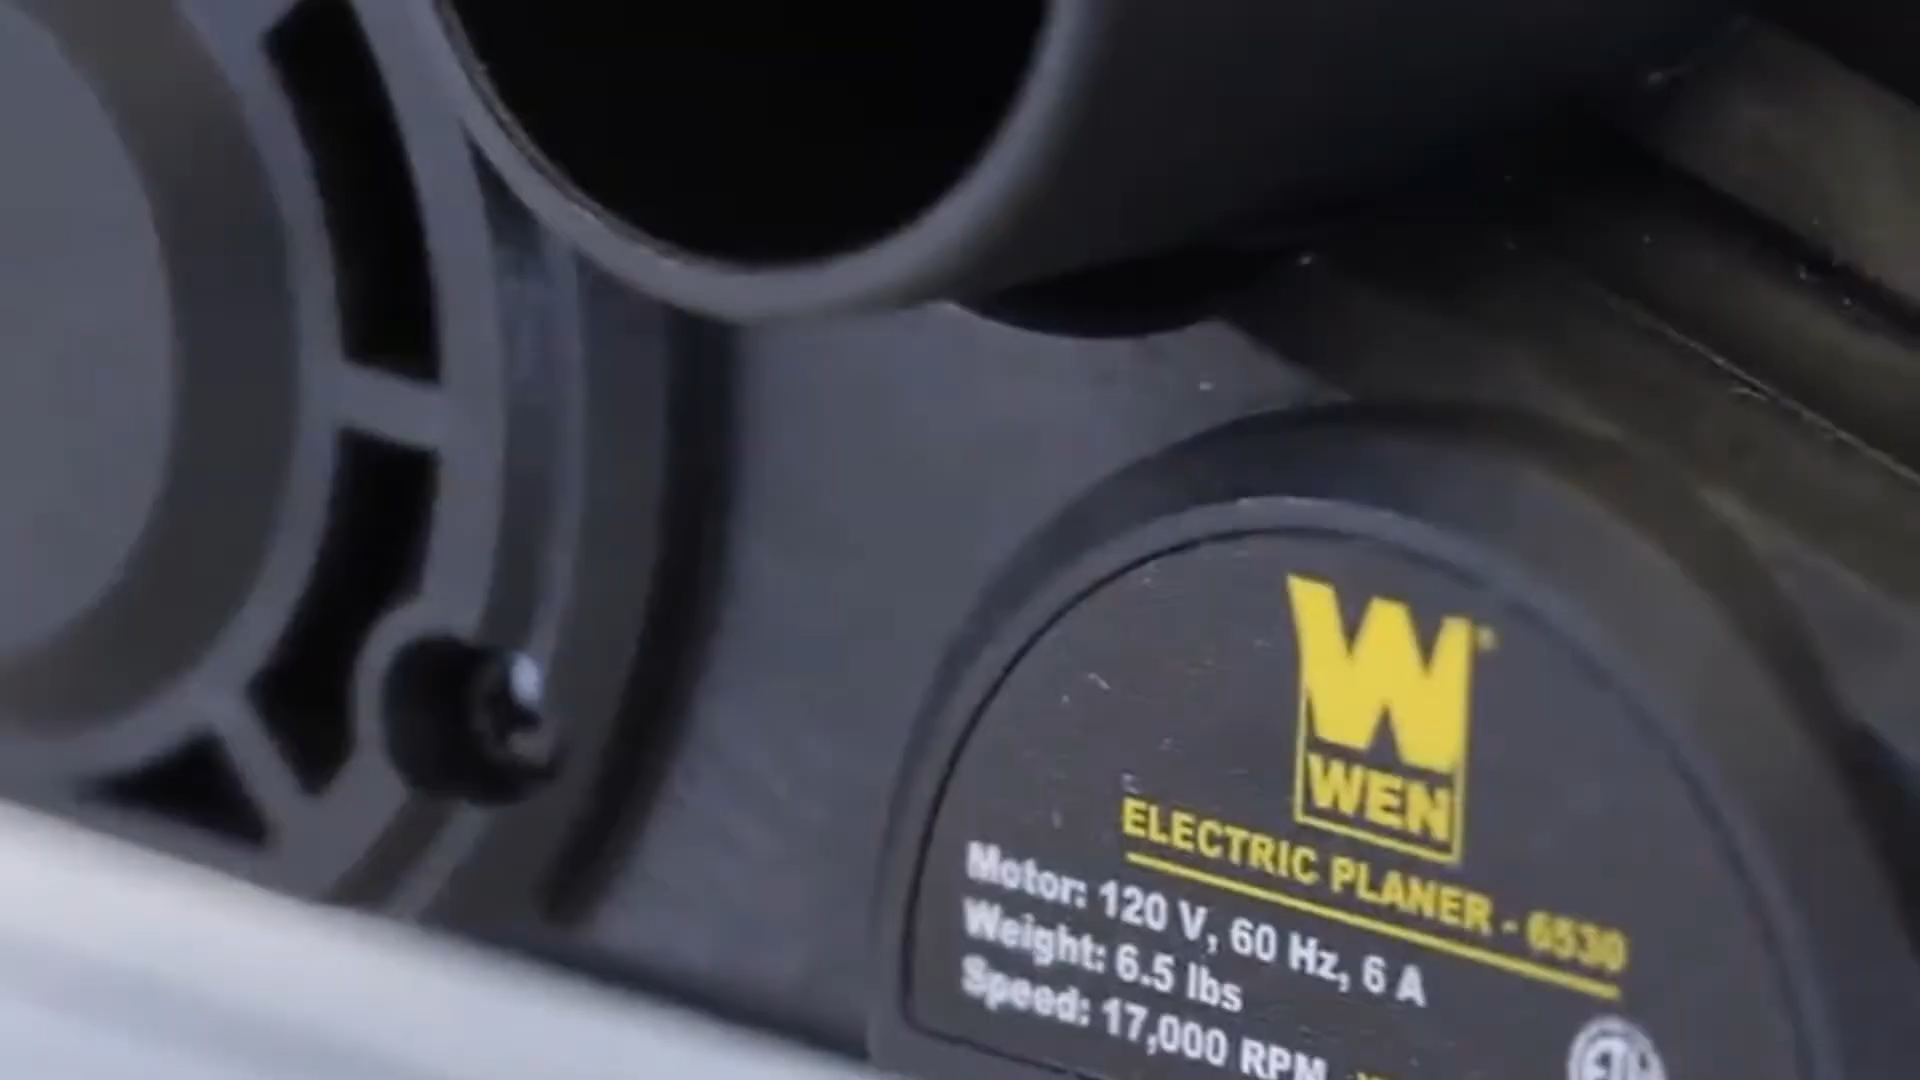 W
WEN
ELECTRIC PLANER - 6530
Motor: 120 V, 60 Hz, 6 A
Weight: 6.5 lbs
Speed: 17,000 RPM